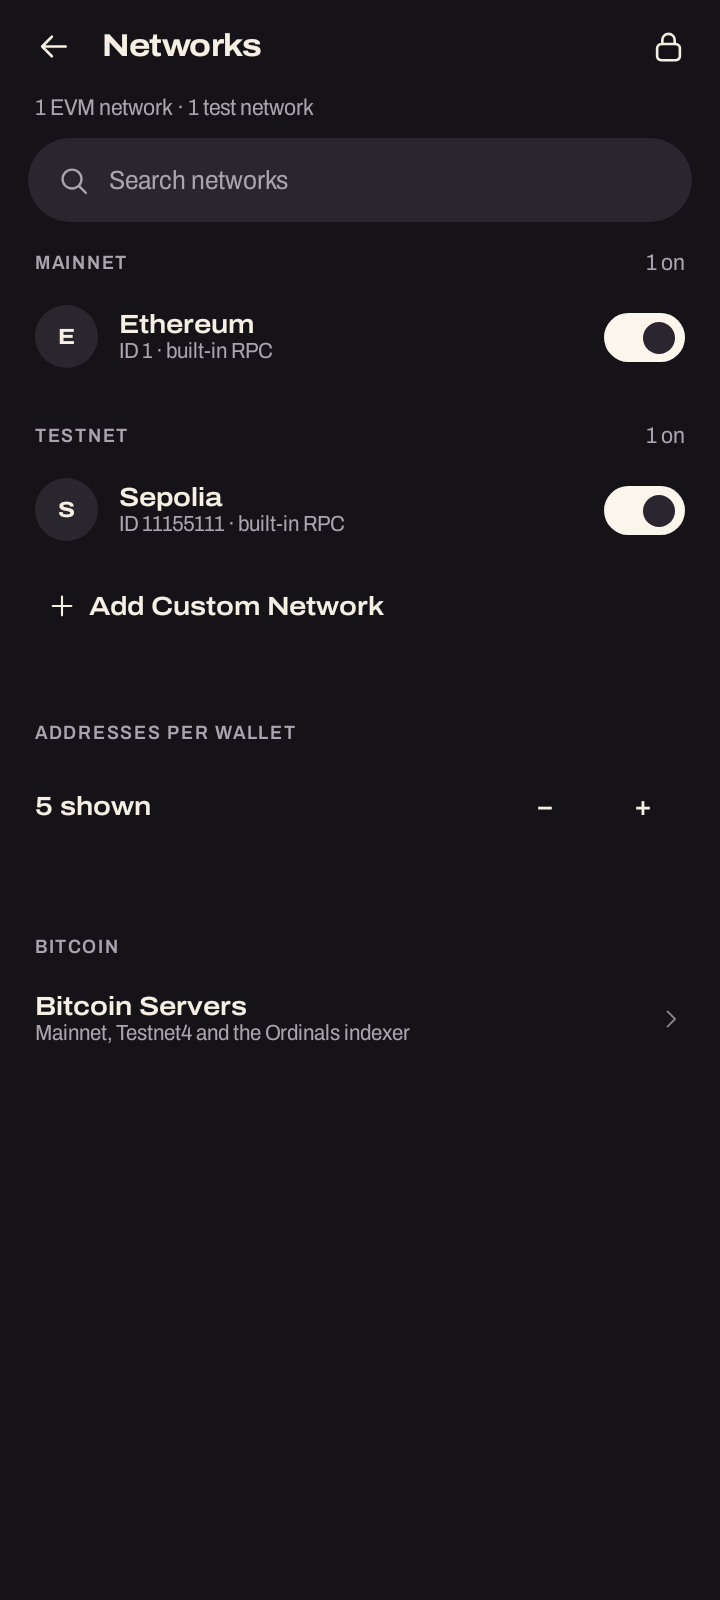 Networks
1 EVM network · 1 test network
Search networks
MAINNET 1 on
E Ethereum
ID 1 · built-in RPC
TESTNET 1 on
S Sepolia
ID 11155111 · built-in RPC
+ Add Custom Network
ADDRESSES PER WALLET
5 shown − +
BITCOIN
Bitcoin Servers
Mainnet, Testnet4 and the Ordinals indexer